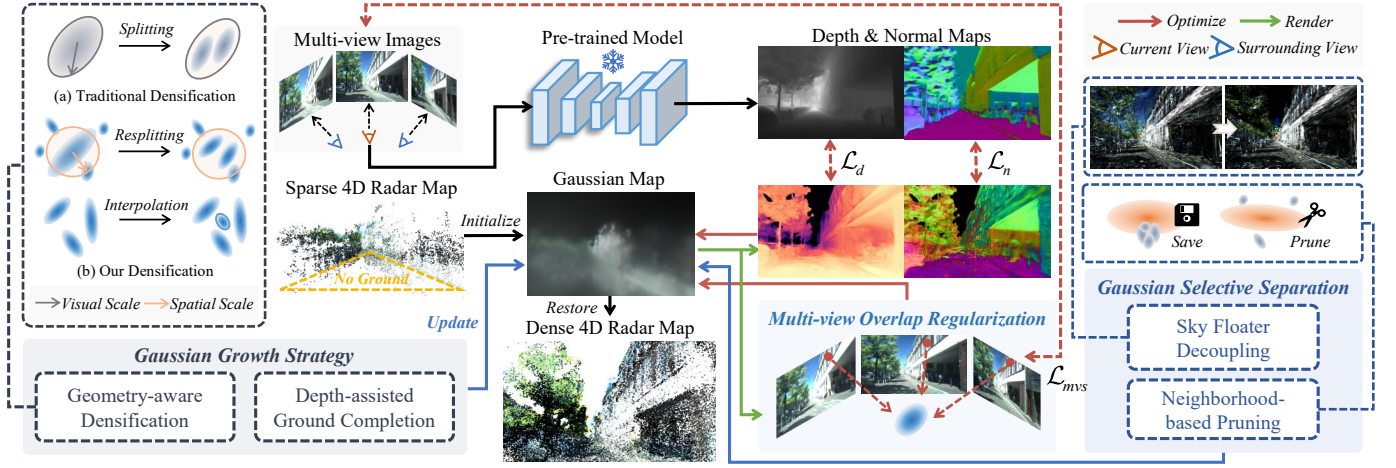 Splitting
(a) Traditional Densification
Resplitting
Interpolation
(b) Our Densification
Visual Scale
Spatial Scale
Gaussian Growth Strategy
Geometry-aware
Densification
Depth-assisted
Ground Completion
Multi-view Images
Sparse 4D Radar Map
No Ground
Initialize
Update
Pre-trained Model
Gaussian Map
Restore
Dense 4D Radar Map
Depth & Normal Maps
ℒd
ℒn
Multi-view Overlap Regularization
ℒmvs
Optimize
Render
Current View
Surrounding View
Save
Prune
Gaussian Selective Separation
Sky Floater
Decoupling
Neighborhood-
based Pruning